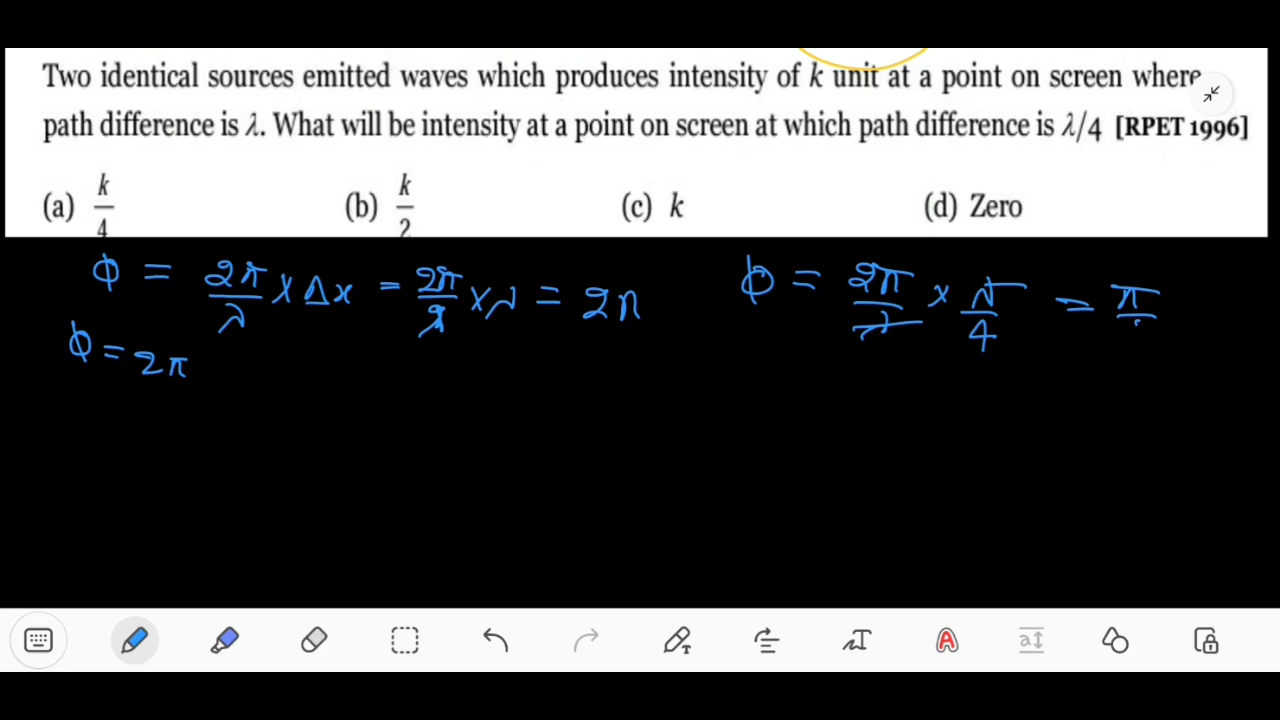 Two identical sources emitted waves which produces intensity of k unit at a point on screen where
path difference is λ. What will be intensity at a point on screen at which path difference is λ/4 [RPET 1996]
(a) k/4 (b) k/2 (c) k (d) Zero
ϕ = 2π/λ × Δx = 2π/λ × λ = 2π
ϕ = 2π/λ × λ/4 = π/
ϕ = 2π